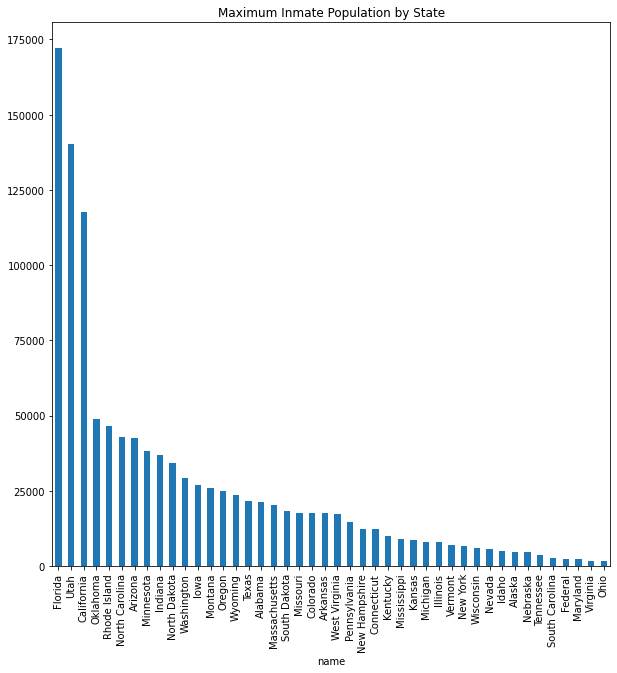 Maximum Inmate Population by State
175000
150000
125000
100000
75000
50000
25000
0
Florida
Utah
California
Oklahoma
Rhode Island
North Carolina
Arizona
Minnesota
Indiana
North Dakota
Washington
Iowa
Montana
Oregon
Wyoming
Texas
Alabama
Massachusetts
South Dakota
Missouri
Colorado
Arkansas
West Virginia
Pennsylvania
New Hampshire
Connecticut
Kentucky
Mississippi
Kansas
Michigan
Illinois
Vermont
New York
Wisconsin
Nevada
Idaho
Alaska
Nebraska
Tennessee
South Carolina
Federal
Maryland
Virginia
Ohio
name